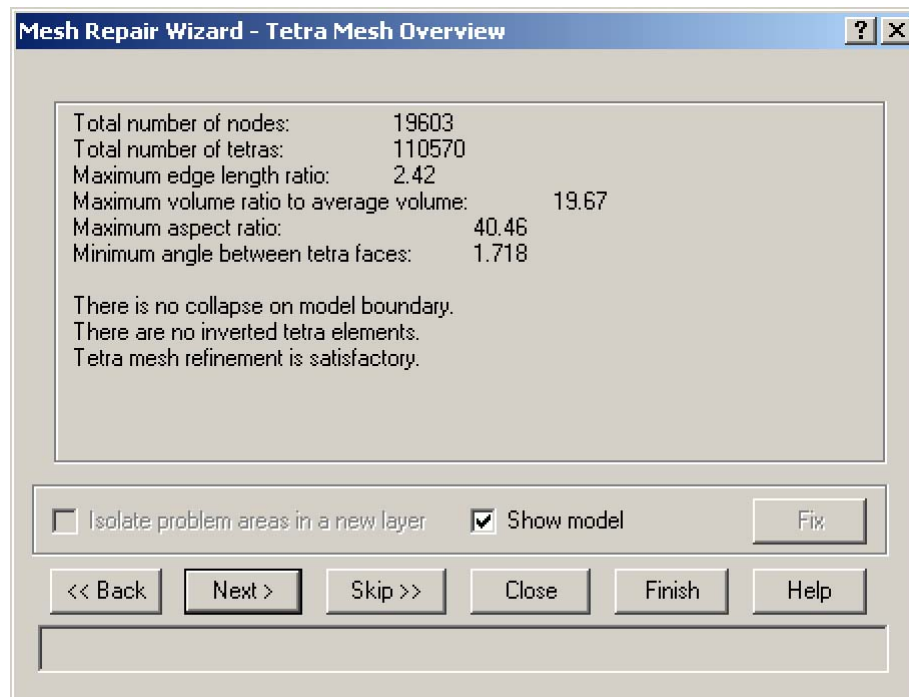 Mesh Repair Wizard - Tetra Mesh Overview
Total number of nodes: 19603
Total number of tetras: 110570
Maximum edge length ratio: 2.42
Maximum volume ratio to average volume: 19.67
Maximum aspect ratio: 40.46
Minimum angle between tetra faces: 1.718
There is no collapse on model boundary.
There are no inverted tetra elements.
Tetra mesh refinement is satisfactory.
Isolate problem areas in a new layer Show model Fix
<< Back Next > Skip >> Close Finish Help